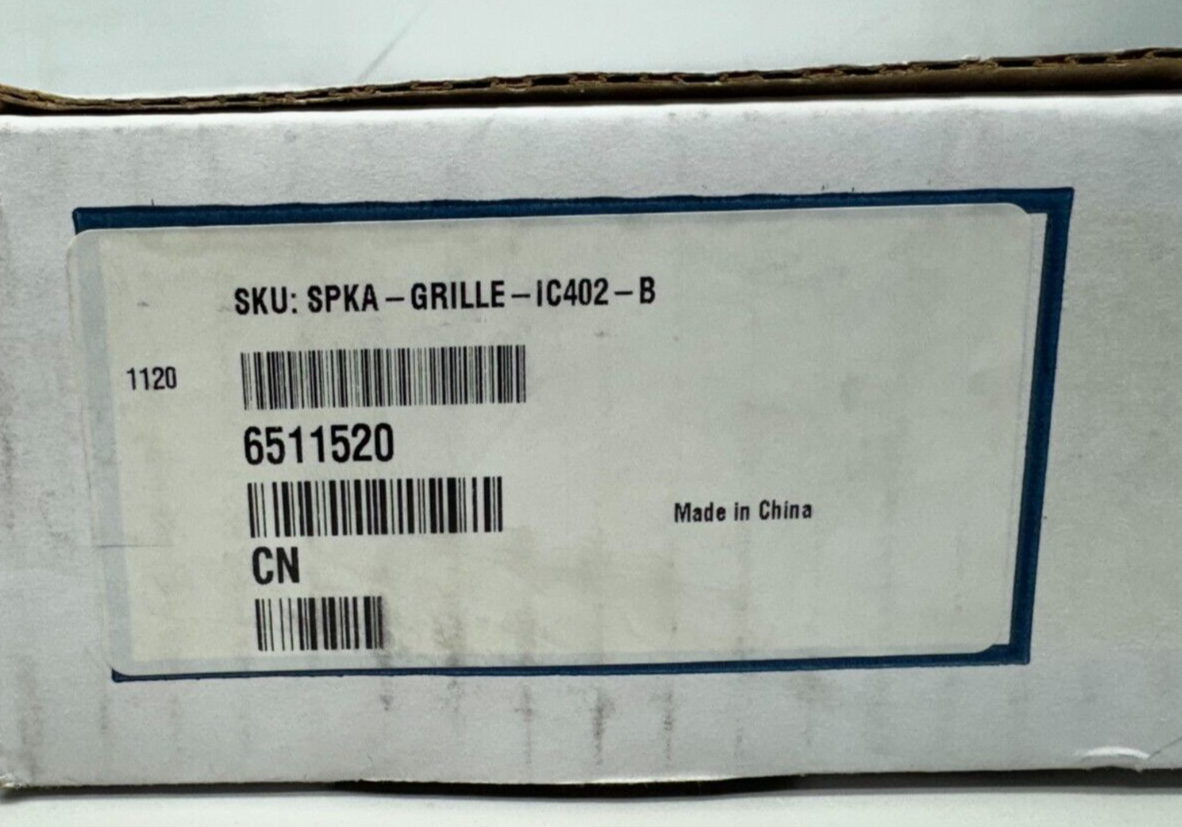 SKU: SPKA-GRILLE-IC402-B
1120
6511520
Made in China
CN